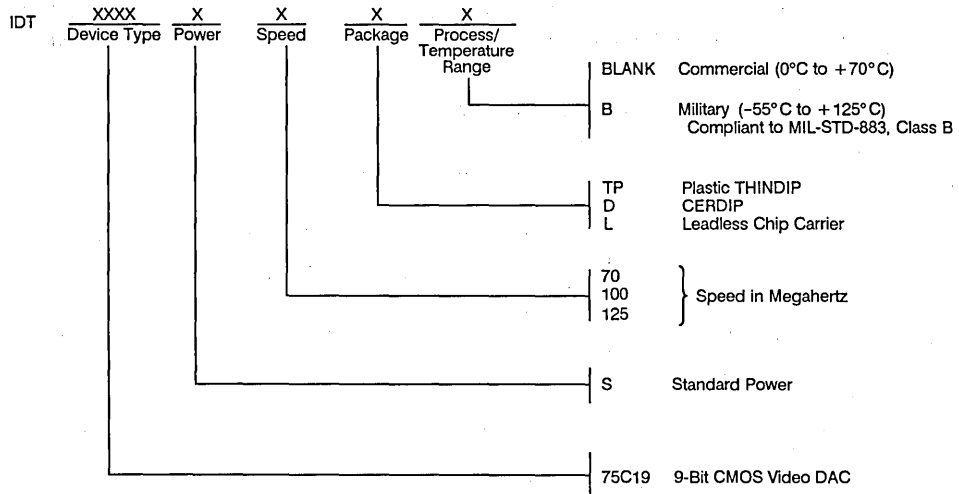 IDT XXXX X X X X
Device Type Power Speed Package Process/
Temperature
Range
BLANK Commercial (0°C to +70°C)
B Military (–55°C to +125°C)
Compliant to MIL-STD-883, Class B
TP Plastic THINDIP
D CERDIP
L Leadless Chip Carrier
70
100 Speed in Megahertz
125
S Standard Power
75C19 9-Bit CMOS Video DAC